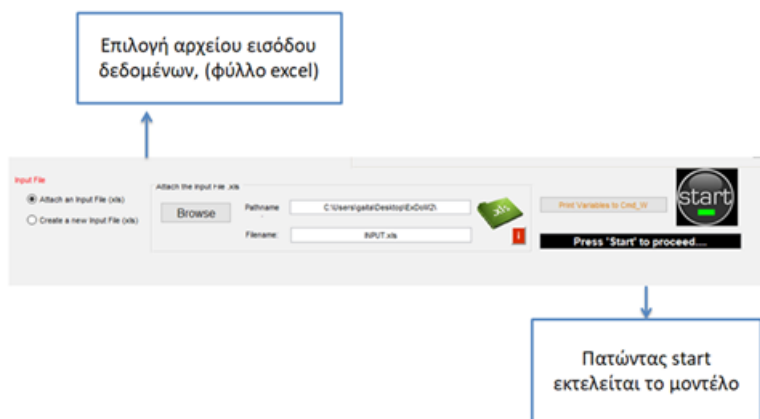 Επιλογή αρχείου εισόδου
δεδομένων, (φύλλο excel)
Input File
Attach an Input File (xls)
Create a new Input File (xls)
Attach the Input File .xls
Browse
Pathname
C:\Users\gaita\Desktop\ExDoM2\
Filename:
INPUT.xls
.xls
i
Print Variables to Cmd_W
start
Press 'Start' to proceed....
Πατώντας start
εκτελείται το μοντέλο